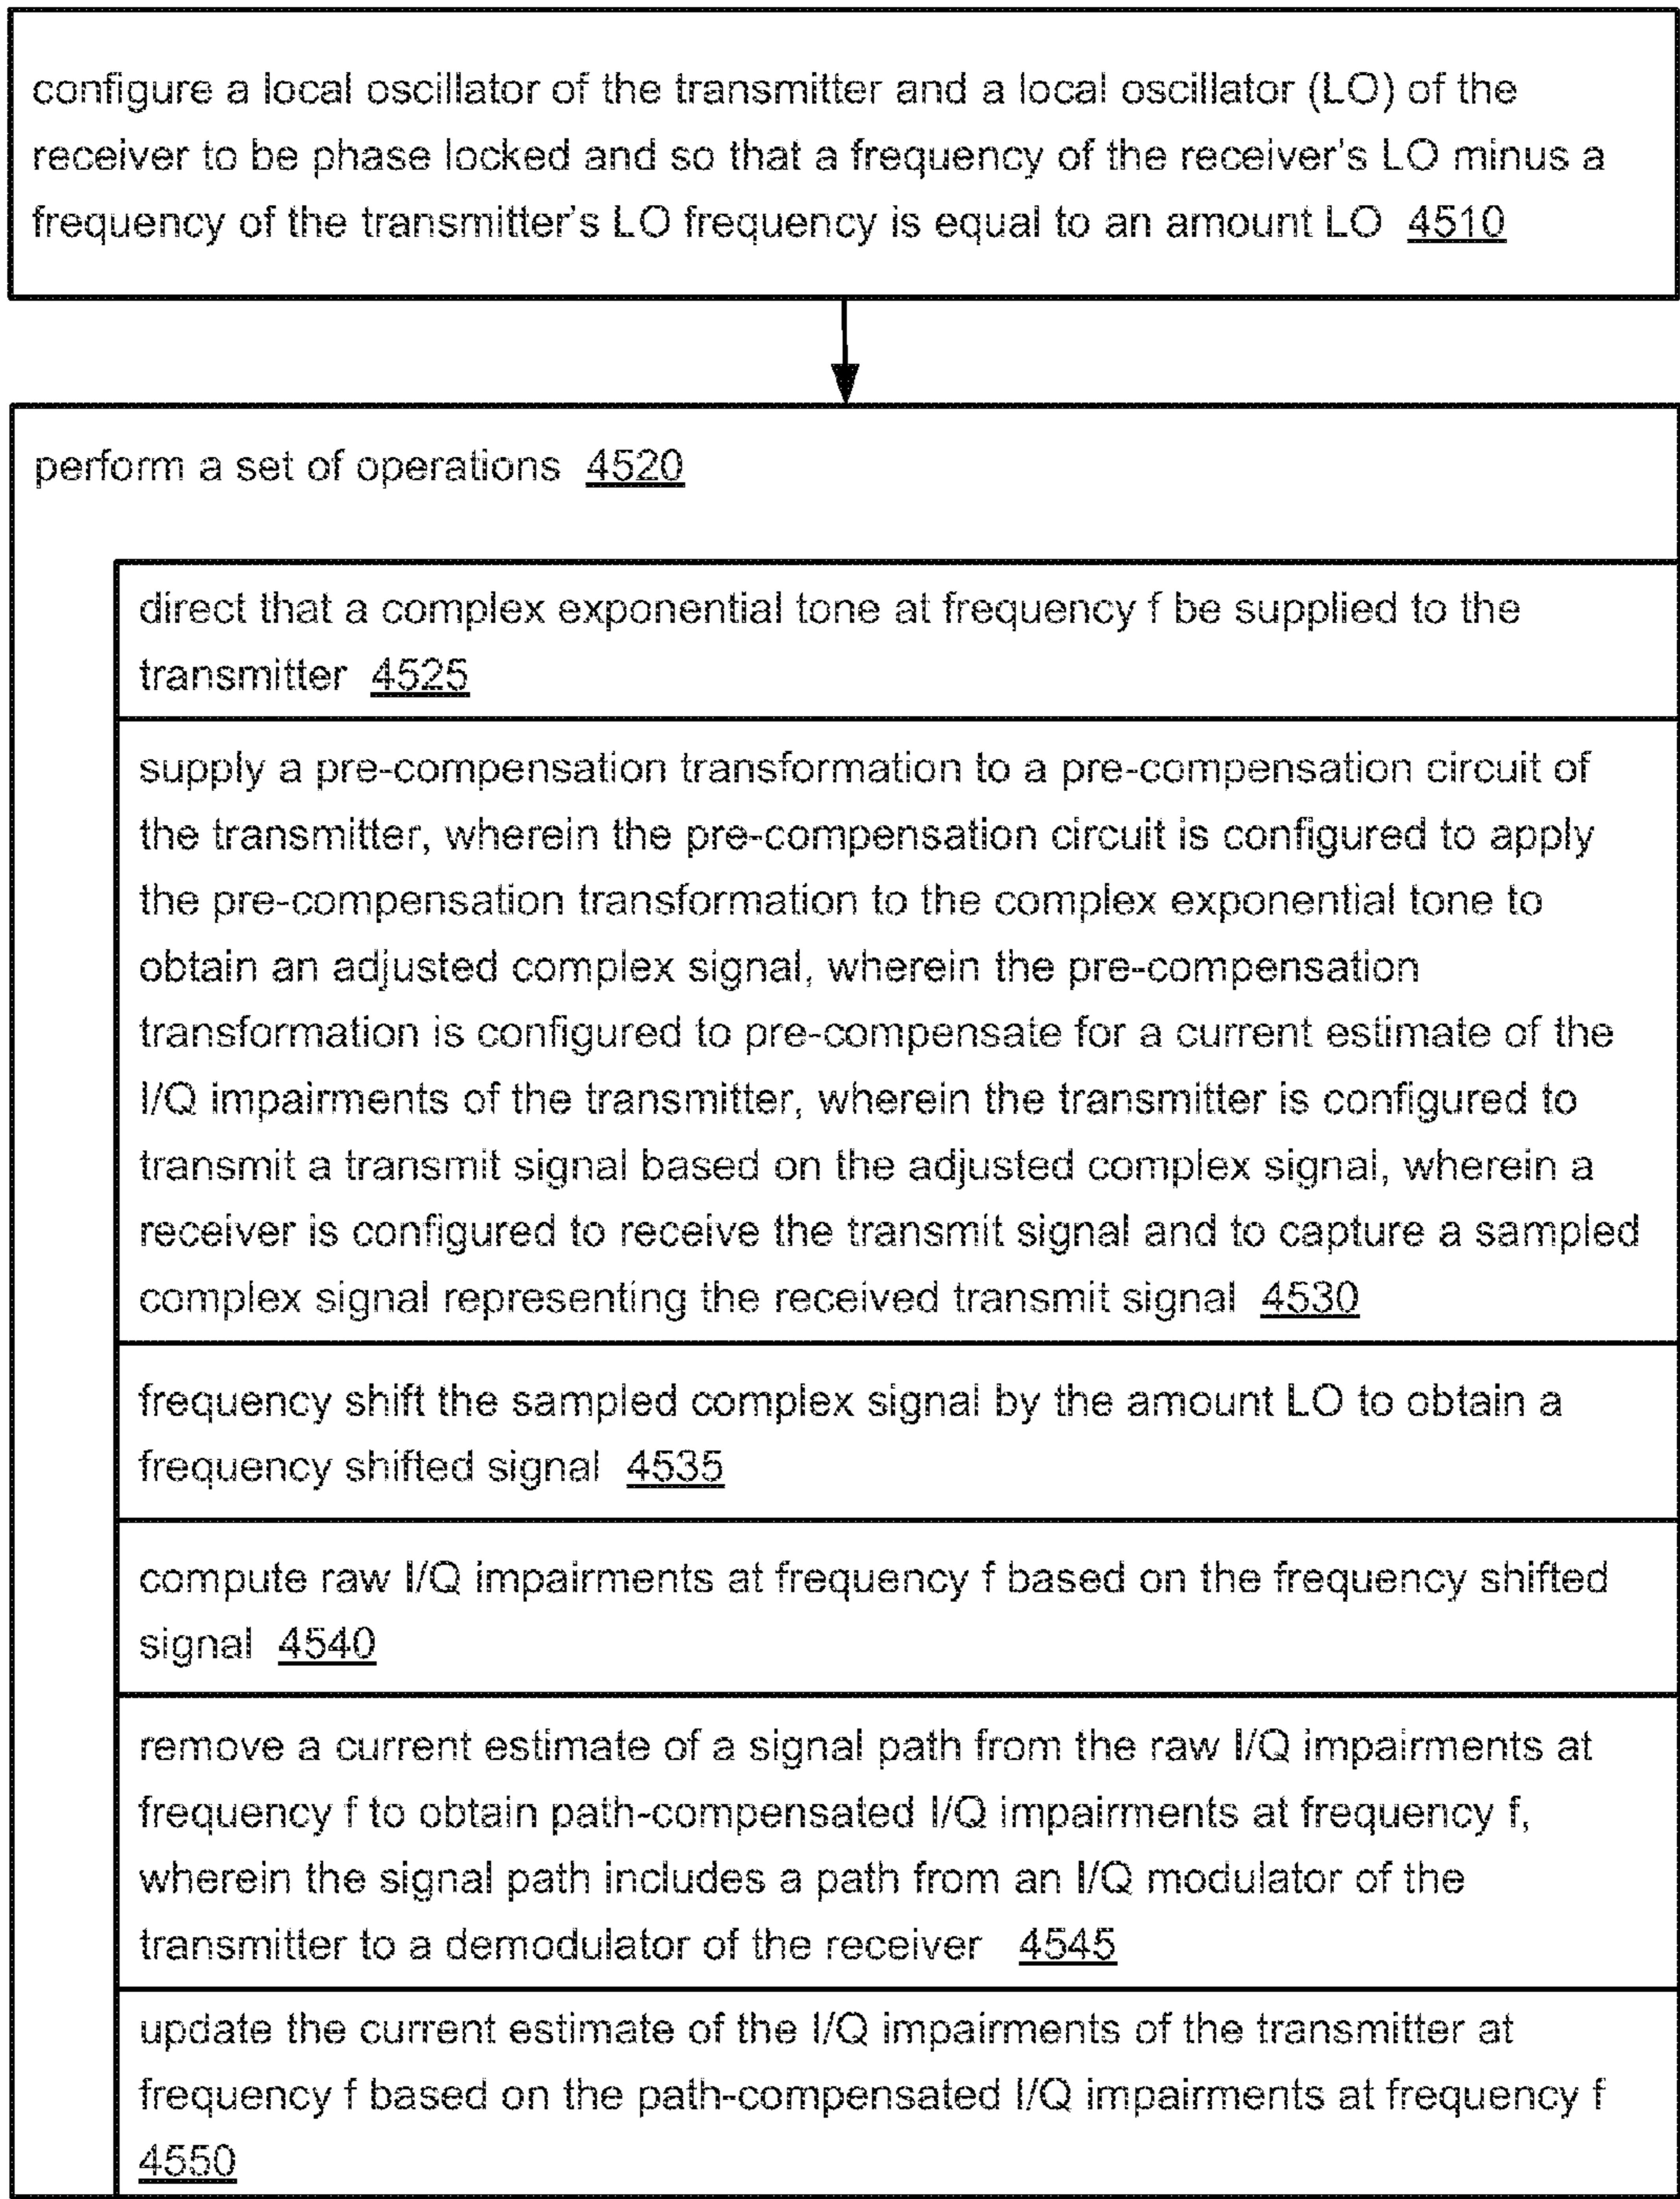 configure a local oscillator of the transmitter and a local oscillator (LO) of the
receiver to be phase locked and so that a frequency of the receiver's LO minus a
frequency of the transmitter's LO frequency is equal to an amount LO 4510
perform a set of operations 4520
direct that a complex exponential tone at frequency f be supplied to the
transmitter 4525
supply a pre-compensation transformation to a pre-compensation circuit of
the transmitter, wherein the pre-compensation circuit is configured to apply
the pre-compensation transformation to the complex exponential tone to
obtain an adjusted complex signal, wherein the pre-compensation
transformation is configured to pre-compensate for a current estimate of the
I/Q impairments of the transmitter, wherein the transmitter is configured to
transmit a transmit signal based on the adjusted complex signal, wherein a
receiver is configured to receive the transmit signal and to capture a sampled
complex signal representing the received transmit signal 4530
frequency shift the sampled complex signal by the amount LO to obtain a
frequency shifted signal 4535
compute raw I/Q impairments at frequency f based on the frequency shifted
signal 4540
remove a current estimate of a signal path from the raw I/Q impairments at
frequency f to obtain path-compensated I/Q impairments at frequency f,
wherein the signal path includes a path from an I/Q modulator of the
transmitter to a demodulator of the receiver 4545
update the current estimate of the I/Q impairments of the transmitter at
frequency f based on the path-compensated I/Q impairments at frequency f
4550